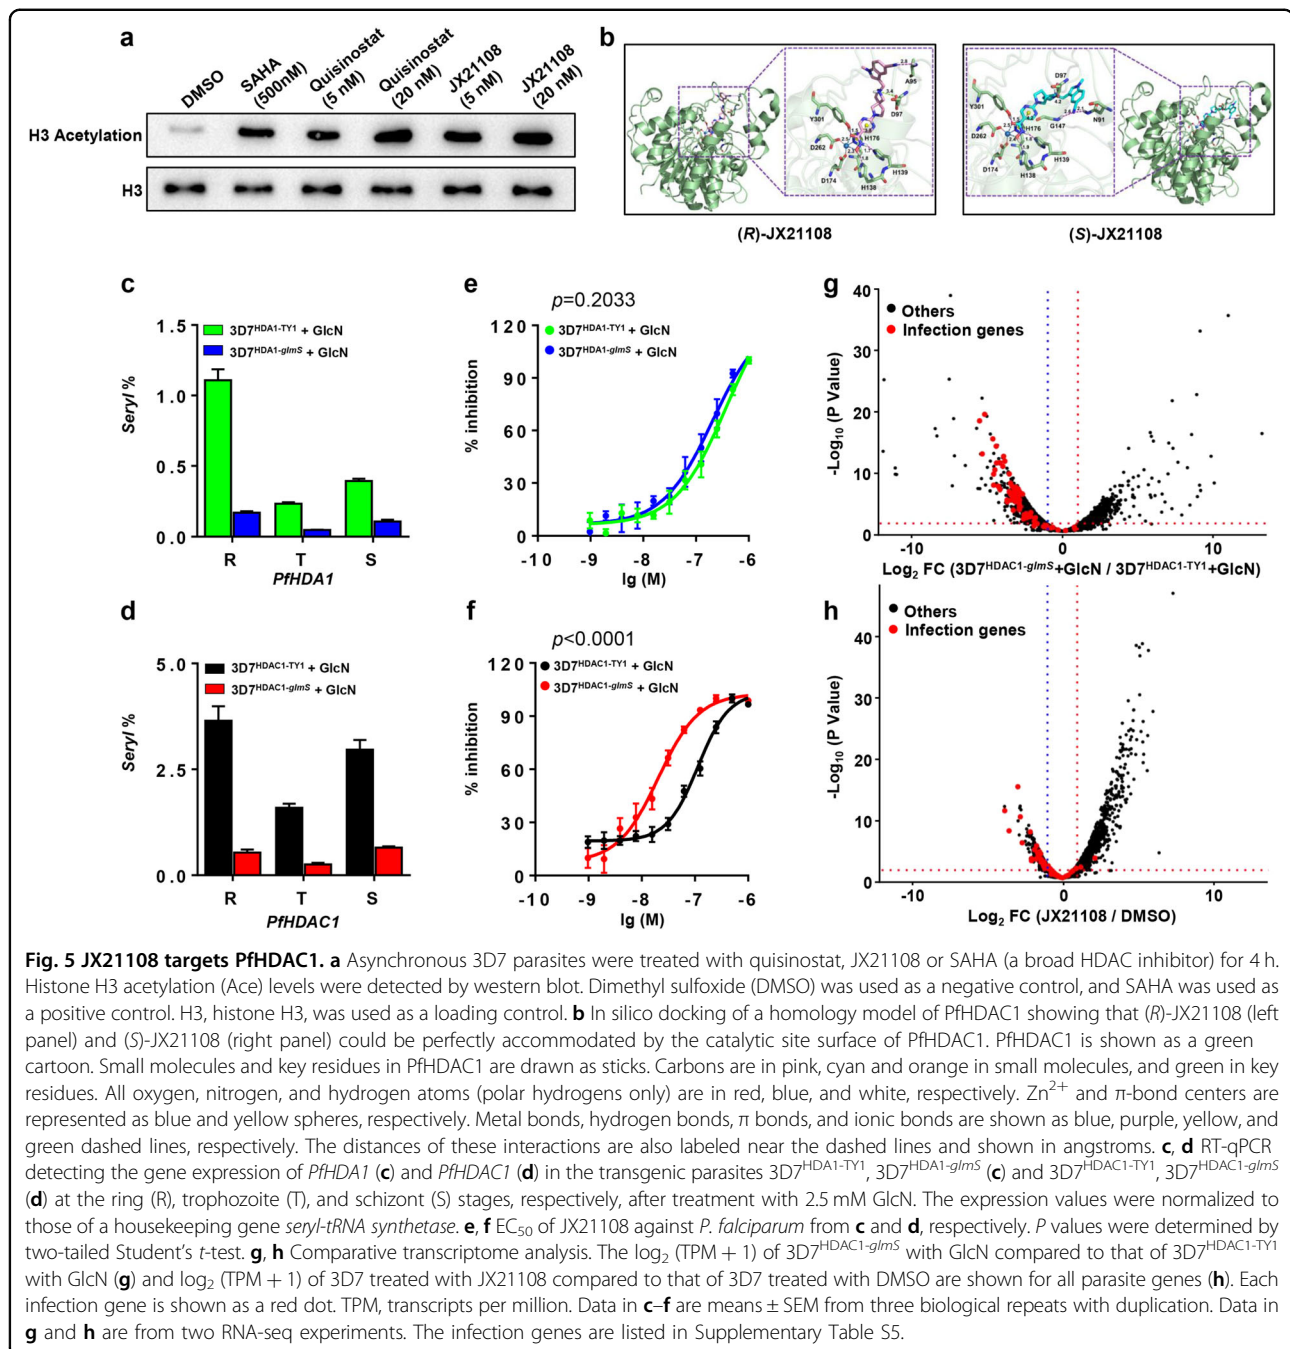 a
DMSO
SAHA (500nM)
Quisinostat (5 nM)
Quisinostat (20 nM)
JX21108 (5 nM)
JX21108 (20 nM)
H3 Acetylation
H3
b
Y301
D262
D174
H138
H139
H176
D97
A95
(R)-JX21108
Y301
D262
D174
H138
H139
H176
G147
D97
N91
(S)-JX21108
c
3D7HDA1-TY1 + GlcN
3D7HDA1-glmS + GlcN
Seryl %
1.5
1.0
0.5
0.0
R T S
PfHDA1
d
3D7HDAC1-TY1 + GlcN
3D7HDAC1-glmS + GlcN
Seryl %
5.0
2.5
0.0
R T S
PfHDAC1
e
p=0.2033
3D7HDA1-TY1 + GlcN
3D7HDA1-glmS + GlcN
% inhibition
120
90
60
30
0
-10 -9 -8 -7 -6
lg (M)
f
p<0.0001
3D7HDAC1-TY1 + GlcN
3D7HDAC1-glmS + GlcN
% inhibition
120
90
60
30
0
-10 -9 -8 -7 -6
lg (M)
g
Others
Infection genes
-Log10 (P Value)
40
30
20
10
0
-10 0 10
Log2 FC (3D7HDAC1-glmS+GlcN / 3D7HDAC1-TY1+GlcN)
h
Others
Infection genes
-Log10 (P Value)
40
30
20
10
0
-10 0 10
Log2 FC (JX21108 / DMSO)
Fig. 5 JX21108 targets PfHDAC1. a Asynchronous 3D7 parasites were treated with quisinostat, JX21108 or SAHA (a broad HDAC inhibitor) for 4 h.
Histone H3 acetylation (Ace) levels were detected by western blot. Dimethyl sulfoxide (DMSO) was used as a negative control, and SAHA was used as
a positive control. H3, histone H3, was used as a loading control. b In silico docking of a homology model of PfHDAC1 showing that (R)-JX21108 (left
panel) and (S)-JX21108 (right panel) could be perfectly accommodated by the catalytic site surface of PfHDAC1. PfHDAC1 is shown as a green
cartoon. Small molecules and key residues in PfHDAC1 are drawn as sticks. Carbons are in pink, cyan and orange in small molecules, and green in key
residues. All oxygen, nitrogen, and hydrogen atoms (polar hydrogens only) are in red, blue, and white, respectively. Zn2+ and π-bond centers are
represented as blue and yellow spheres, respectively. Metal bonds, hydrogen bonds, π bonds, and ionic bonds are shown as blue, purple, yellow, and
green dashed lines, respectively. The distances of these interactions are also labeled near the dashed lines and shown in angstroms. c, d RT-qPCR
detecting the gene expression of PfHDA1 (c) and PfHDAC1 (d) in the transgenic parasites 3D7HDA1-TY1, 3D7HDA1-glmS (c) and 3D7HDAC1-TY1, 3D7HDAC1-glmS
(d) at the ring (R), trophozoite (T), and schizont (S) stages, respectively, after treatment with 2.5 mM GlcN. The expression values were normalized to
those of a housekeeping gene seryl-tRNA synthetase. e, f EC50 of JX21108 against P. falciparum from c and d, respectively. P values were determined by
two-tailed Student's t-test. g, h Comparative transcriptome analysis. The log2 (TPM + 1) of 3D7HDAC1-glmS with GlcN compared to that of 3D7HDAC1-TY1
with GlcN (g) and log2 (TPM + 1) of 3D7 treated with JX21108 compared to that of 3D7 treated with DMSO are shown for all parasite genes (h). Each
infection gene is shown as a red dot. TPM, transcripts per million. Data in c–f are means ± SEM from three biological repeats with duplication. Data in
g and h are from two RNA-seq experiments. The infection genes are listed in Supplementary Table S5.